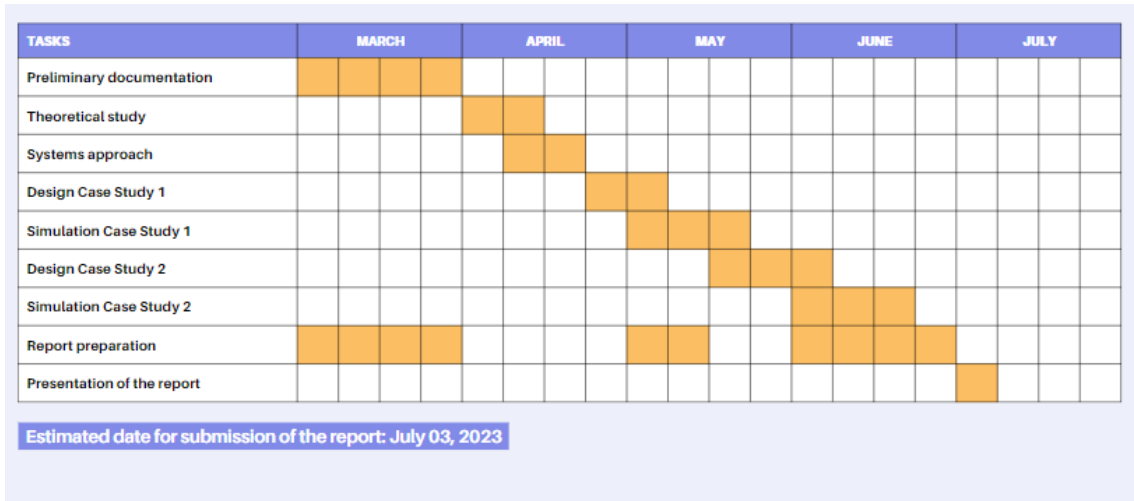 TASKS MARCH APRIL MAY JUNE JULY
Preliminary documentation
Theoretical study
Systems approach
Design Case Study 1
Simulation Case Study 1
Design Case Study 2
Simulation Case Study 2
Report preparation
Presentation of the report
Estimated date for submission of the report: July 03, 2023